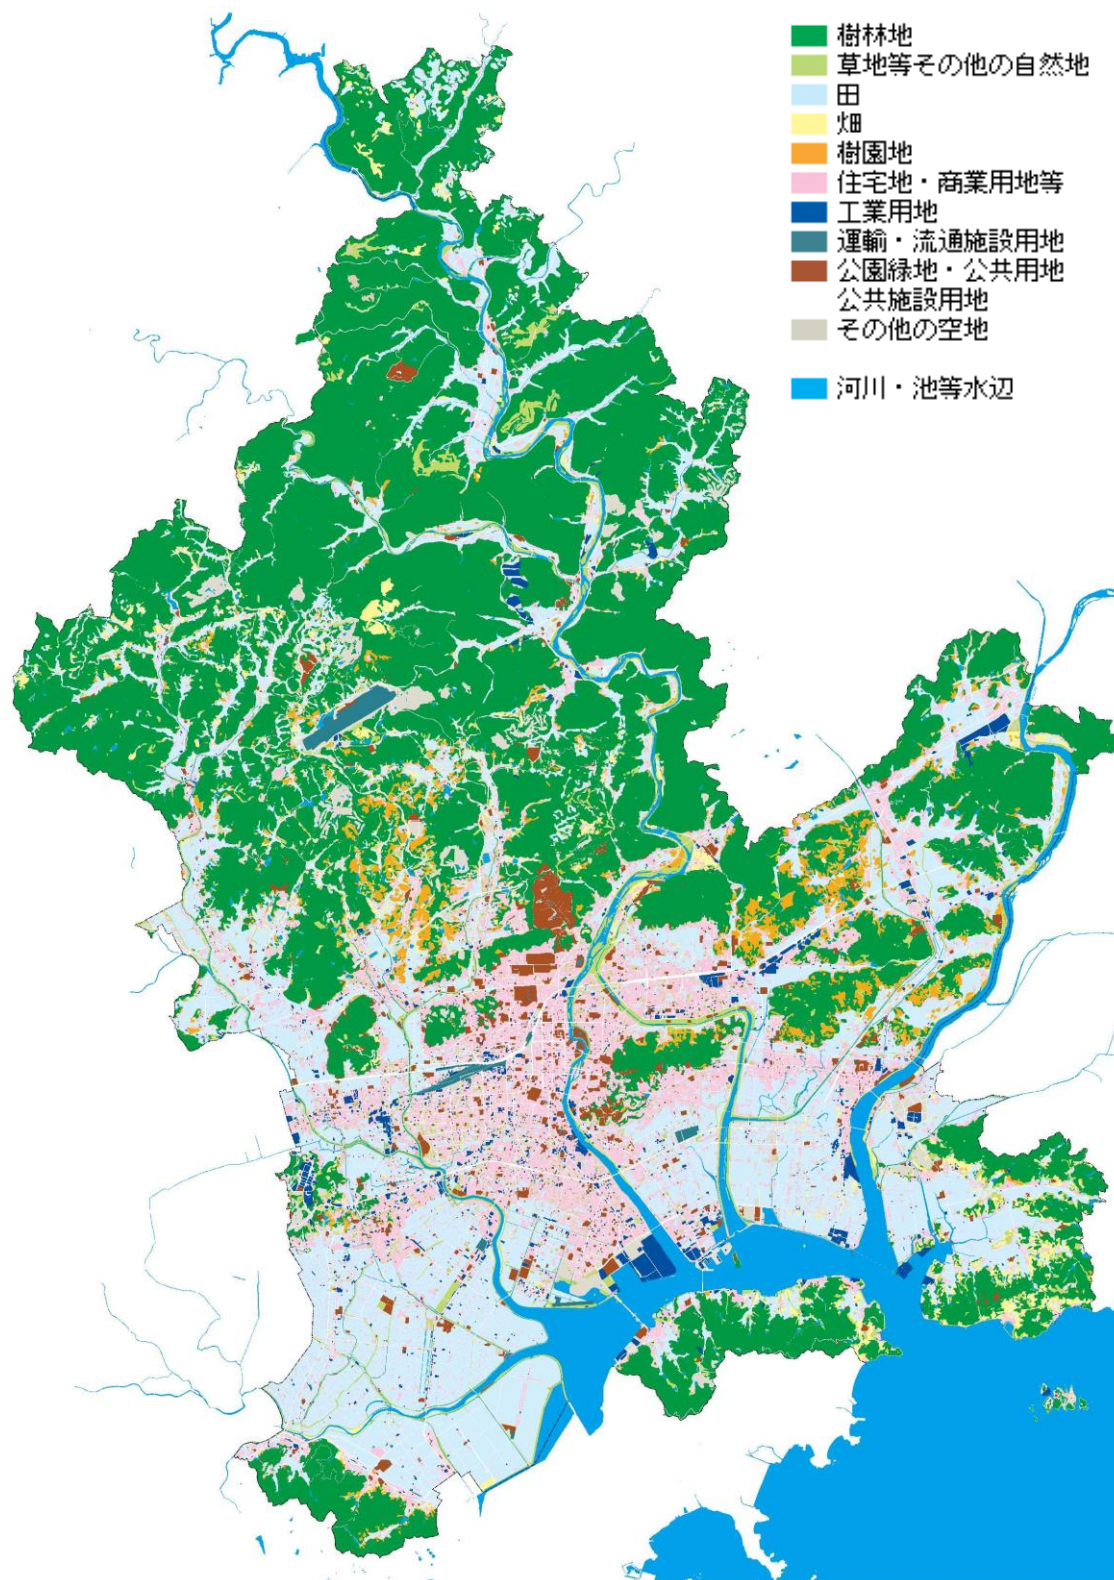 樹林地
草地等その他の自然地
田
畑
樹園地
住宅地・商業用地等
工業用地
運輸・流通施設用地
公園緑地・公共用地
公共施設用地
その他の空地
河川・池等水辺